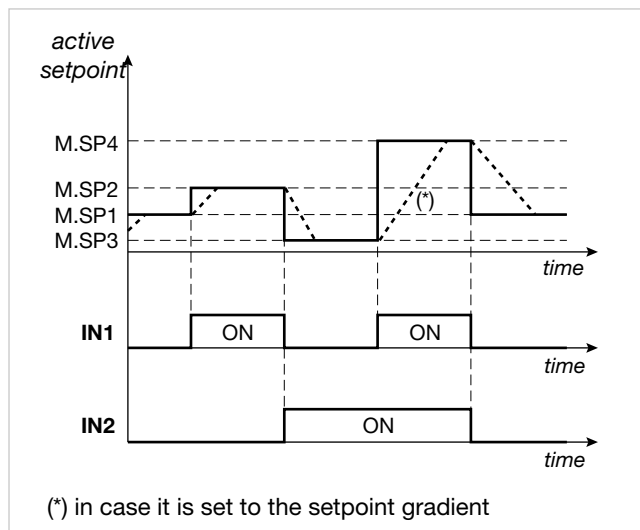 active
setpoint
M.SP4
M.SP2
(*)
M.SP1
M.SP3
time
IN1
ON
ON
time
IN2
ON
time
(*) in case it is set to the setpoint gradient